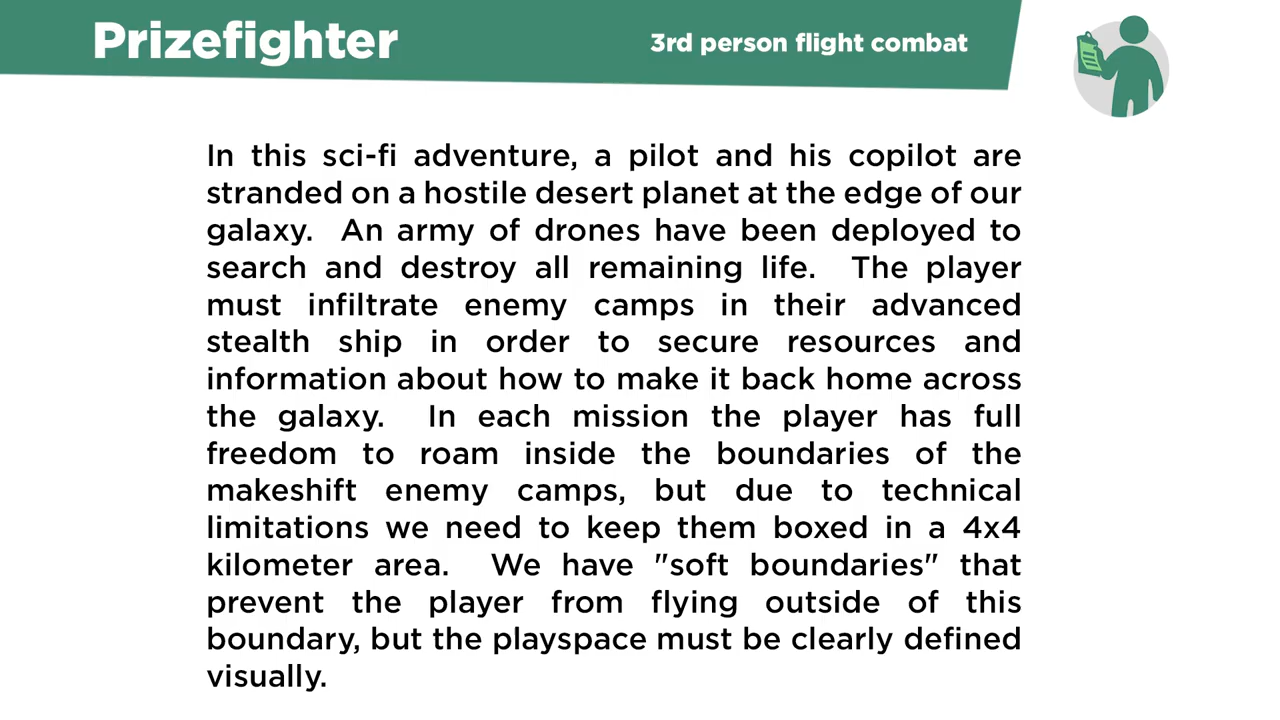 Prizefighter
3rd person flight combat
In this sci-fi adventure, a pilot and his copilot are
stranded on a hostile desert planet at the edge of our
galaxy.  An army of drones have been deployed to
search and destroy all remaining life.  The player
must infiltrate enemy camps in their advanced
stealth ship in order to secure resources and
information about how to make it back home across
the galaxy.  In each mission the player has full
freedom to roam inside the boundaries of the
makeshift enemy camps, but due to technical
limitations we need to keep them boxed in a 4x4
kilometer area.  We have "soft boundaries" that
prevent the player from flying outside of this
boundary, but the playspace must be clearly defined
visually.